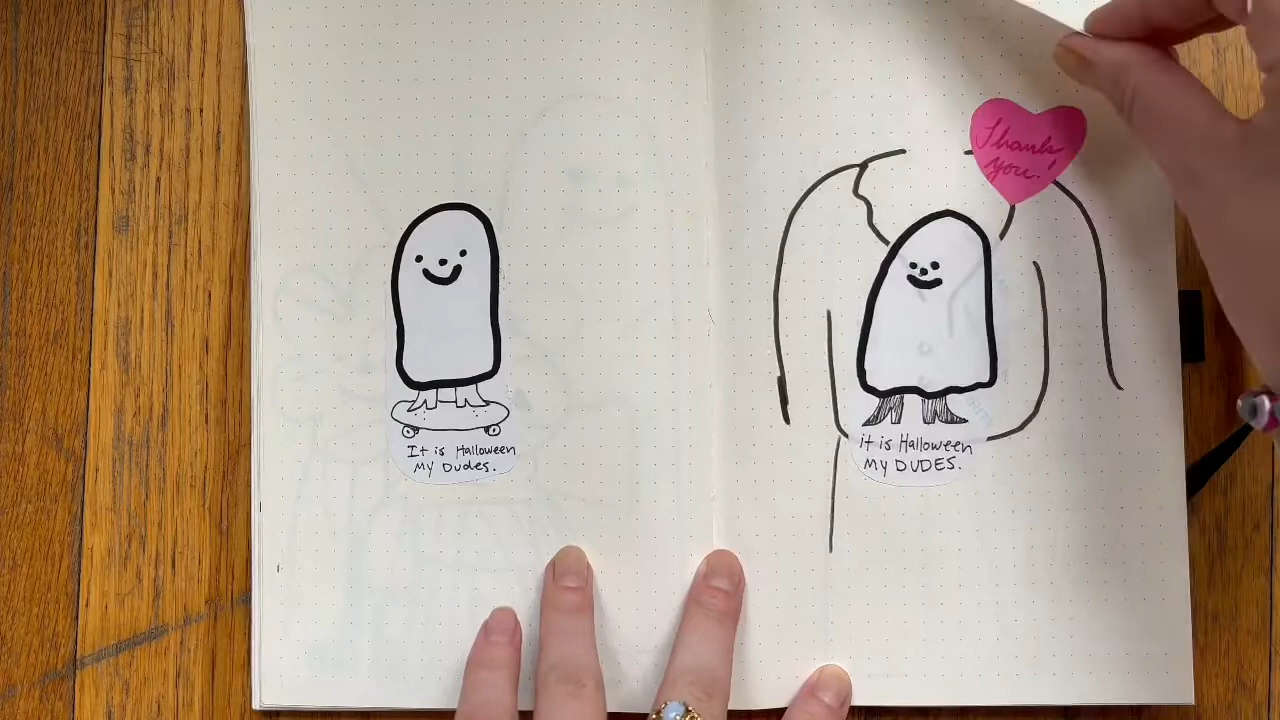 It is Halloween
My Dudes.
Thank
you!
it is Halloween
MY DUDES.